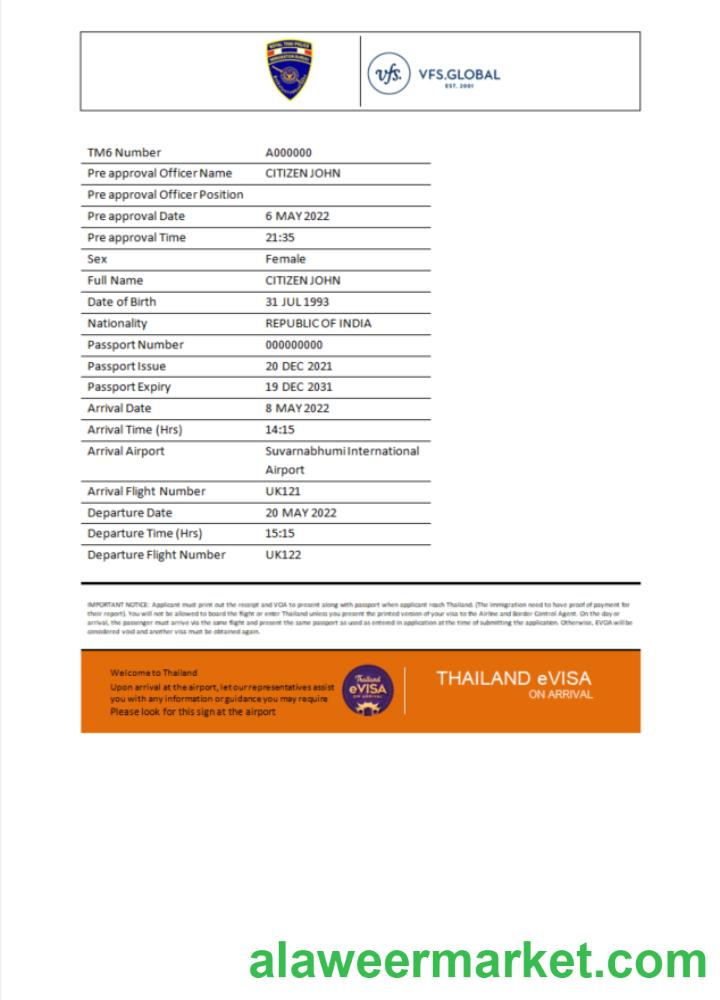 ROYAL THAI POLICE
IMMIGRATION BUREAU
vfs. VFS.GLOBAL
EST. 2001
TM6 Number A000000
Pre approval Officer Name CITIZEN JOHN
Pre approval Officer Position
Pre approval Date 6 MAY 2022
Pre approval Time 21:35
Sex Female
Full Name CITIZEN JOHN
Date of Birth 31 JUL 1993
Nationality REPUBLIC OF INDIA
Passport Number 000000000
Passport Issue 20 DEC 2021
Passport Expiry 19 DEC 2031
Arrival Date 8 MAY 2022
Arrival Time (Hrs) 14:15
Arrival Airport Suvarnabhumi International
Airport
Arrival Flight Number UK121
Departure Date 20 MAY 2022
Departure Time (Hrs) 15:15
Departure Flight Number UK122
IMPORTANT NOTICE: Applicant must print out the receipt and VOA to present along with passport when applicant reach Thailand. (The Immigration need to have proof of payment for
their report). You will not be allowed to board the flight or enter Thailand unless you present the printed version of your visa to the Airline and Border Control Agent. On the day or
arrival, the passenger must arrive via the same flight and present the same passport as used as entered in application at the time of submitting the application. Otherwise, EVOA will be
considered void and another visa must be obtained again.
Welcome to Thailand
Upon arrival at the airport, let our representatives assist
you with any information or guidance you may require
Please look for this sign at the airport
Thailand
eVISA
ON ARRIVAL
THAILAND eVISA
ON ARRIVAL
alaweermarket.com